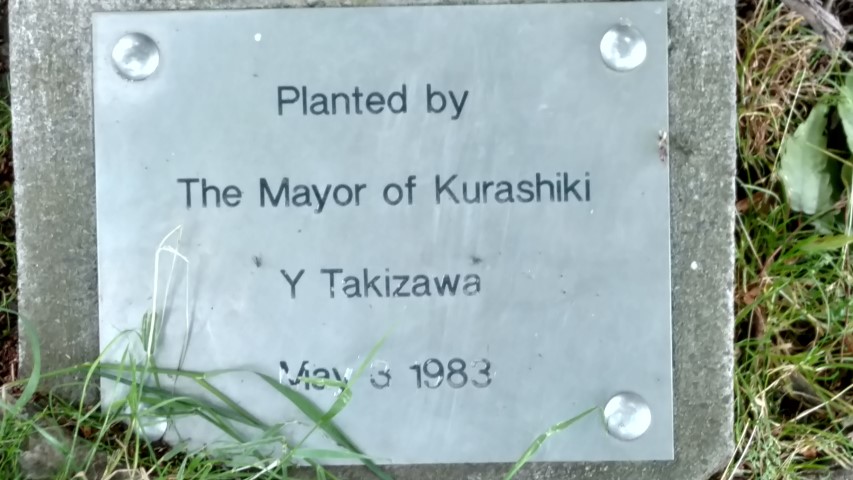 Planted by
The Mayor of Kurashiki
Y Takizawa
May 3 1983